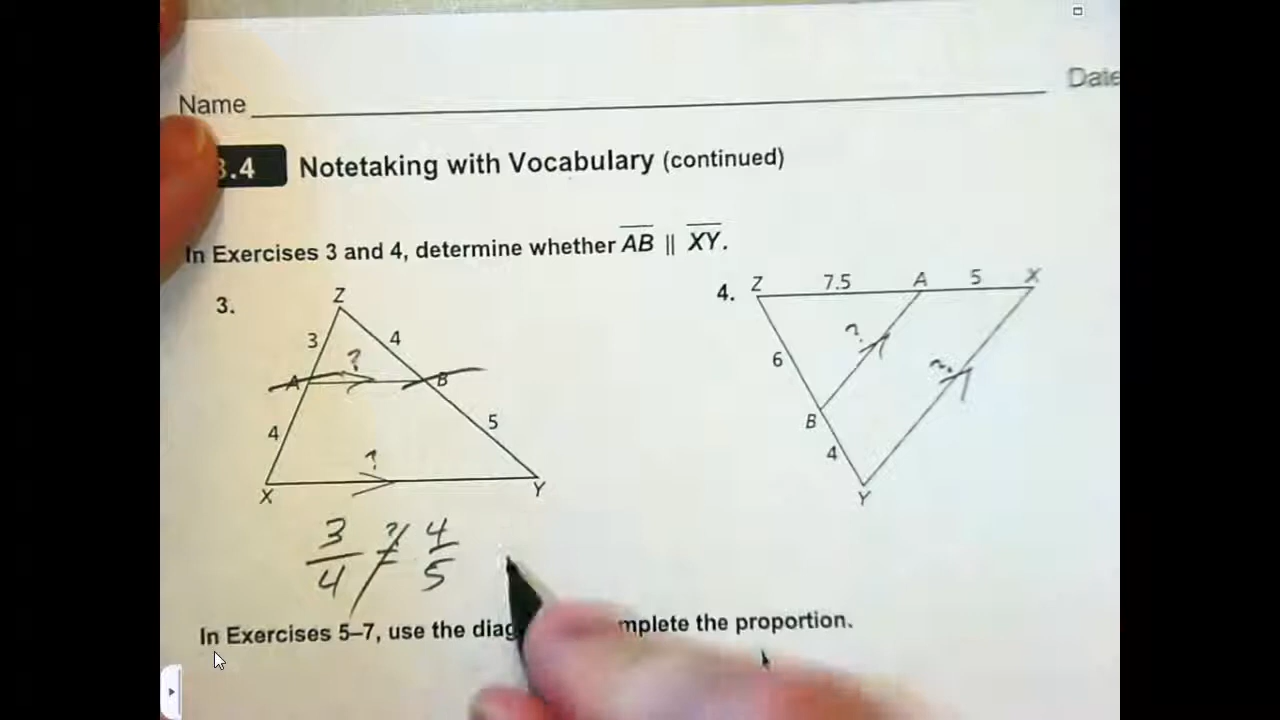 Name Date
3.4 Notetaking with Vocabulary (continued)
In Exercises 3 and 4, determine whether AB || XY.
3.
Z
3 4
?
A B
4 5
?
X Y
3/4 ?≠ 4/5
4.
Z 7.5 A 5 X
?
6 ?
B
4
Y
In Exercises 5–7, use the diag mplete the proportion.